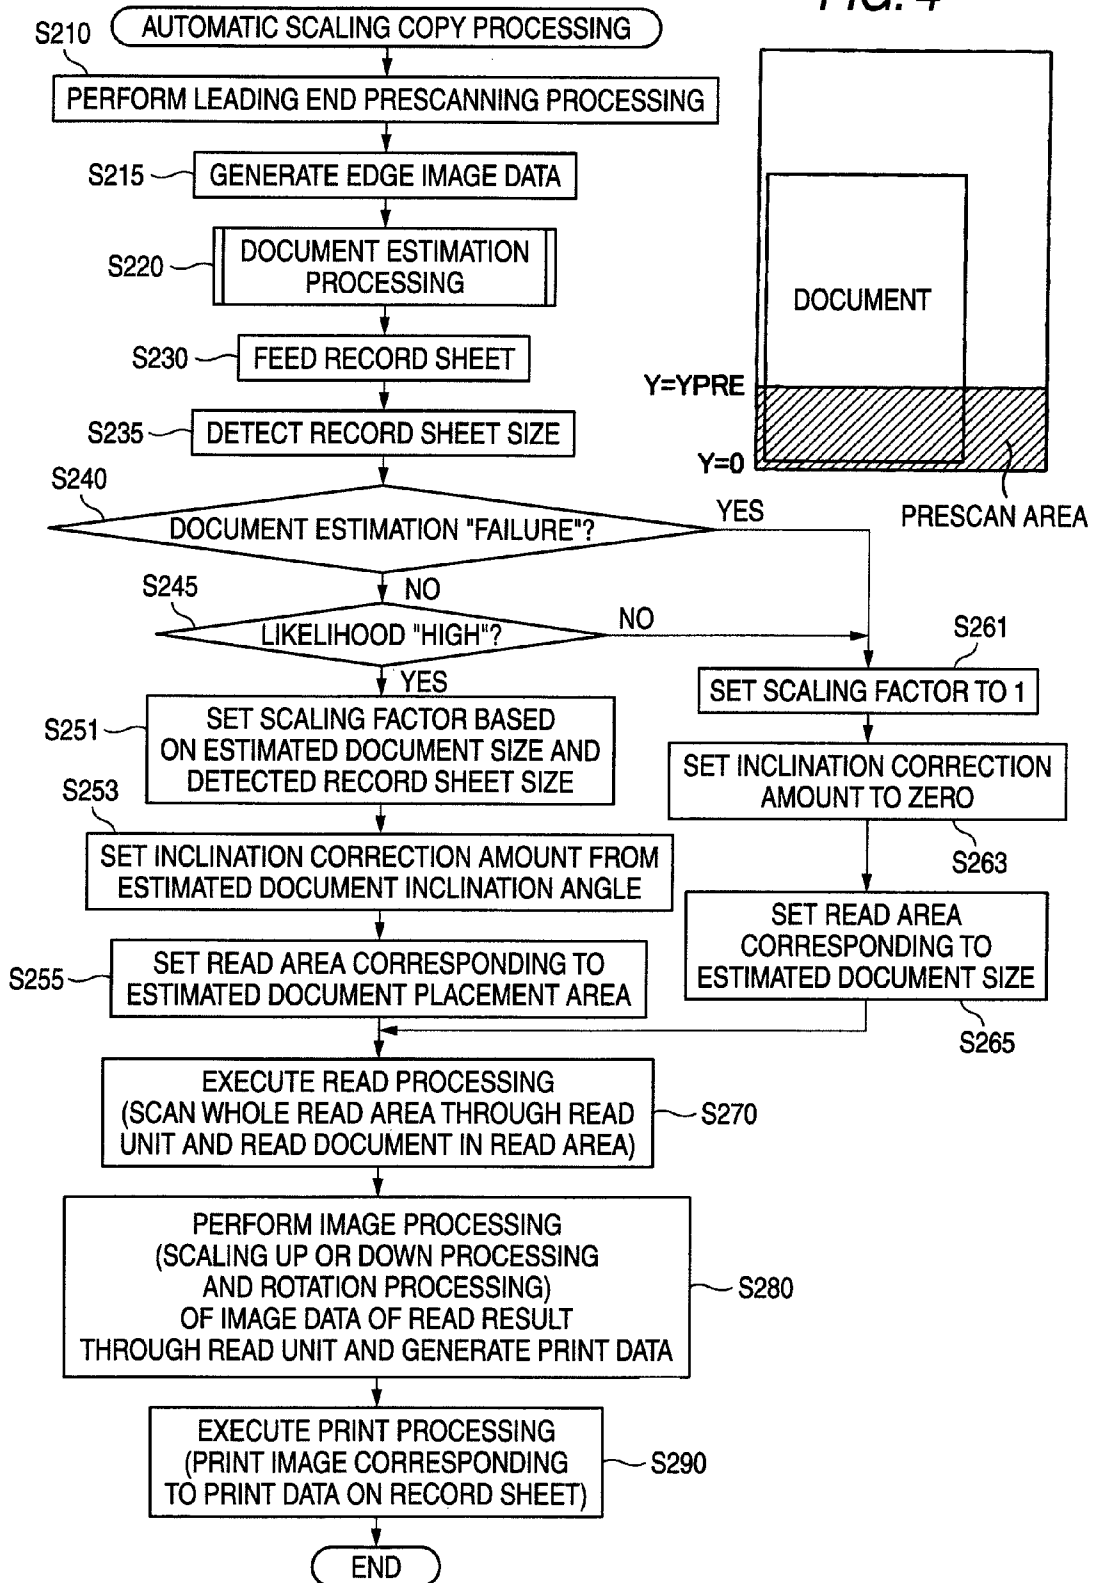 FIG. 4
AUTOMATIC SCALING COPY PROCESSING
S210
PERFORM LEADING END PRESCANNING PROCESSING
S215
GENERATE EDGE IMAGE DATA
S220
DOCUMENT ESTIMATION
PROCESSING
S230
FEED RECORD SHEET
S235
DETECT RECORD SHEET SIZE
DOCUMENT
Y=YPRE
Y=0
PRESCAN AREA
S240
DOCUMENT ESTIMATION "FAILURE"?
YES
NO
S245
LIKELIHOOD "HIGH"?
NO
YES
S251
SET SCALING FACTOR BASED
ON ESTIMATED DOCUMENT SIZE AND
DETECTED RECORD SHEET SIZE
S253
SET INCLINATION CORRECTION AMOUNT FROM
ESTIMATED DOCUMENT INCLINATION ANGLE
S255
SET READ AREA CORRESPONDING TO
ESTIMATED DOCUMENT PLACEMENT AREA
S261
SET SCALING FACTOR TO 1
SET INCLINATION CORRECTION
AMOUNT TO ZERO
S263
SET READ AREA
CORRESPONDING TO
ESTIMATED DOCUMENT SIZE
S265
EXECUTE READ PROCESSING
(SCAN WHOLE READ AREA THROUGH READ
UNIT AND READ DOCUMENT IN READ AREA)
S270
PERFORM IMAGE PROCESSING
(SCALING UP OR DOWN PROCESSING
AND ROTATION PROCESSING)
OF IMAGE DATA OF READ RESULT
THROUGH READ UNIT AND GENERATE PRINT DATA
S280
EXECUTE PRINT PROCESSING
(PRINT IMAGE CORRESPONDING
TO PRINT DATA ON RECORD SHEET)
S290
END